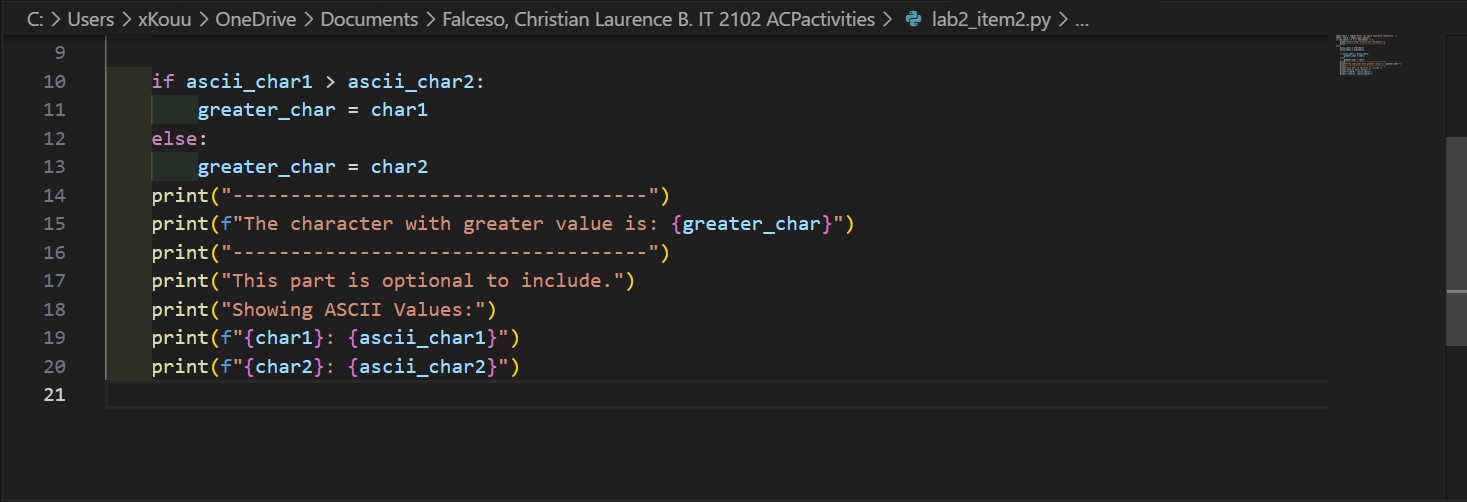 C: > Users > xKouu > OneDrive > Documents > Falceso, Christian Laurence B. IT 2102 ACPactivities > lab2_item2.py > ...
9
10     if ascii_char1 > ascii_char2:
11         greater_char = char1
12     else:
13         greater_char = char2
14     print("------------------------------------")
15     print(f"The character with greater value is: {greater_char}")
16     print("------------------------------------")
17     print("This part is optional to include.")
18     print("Showing ASCII Values:")
19     print(f"{char1}: {ascii_char1}")
20     print(f"{char2}: {ascii_char2}")
21